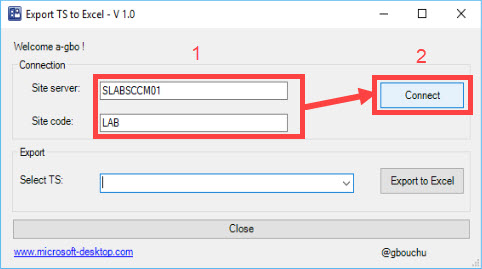 Export TS to Excel - V 1.0
Welcome a-gbo !
1
2
Connection
Site server:
SLABSCCM01
Connect
Site code:
LAB
Export
Select TS:
Export to Excel
Close
www.microsoft-desktop.com
@gbouchu